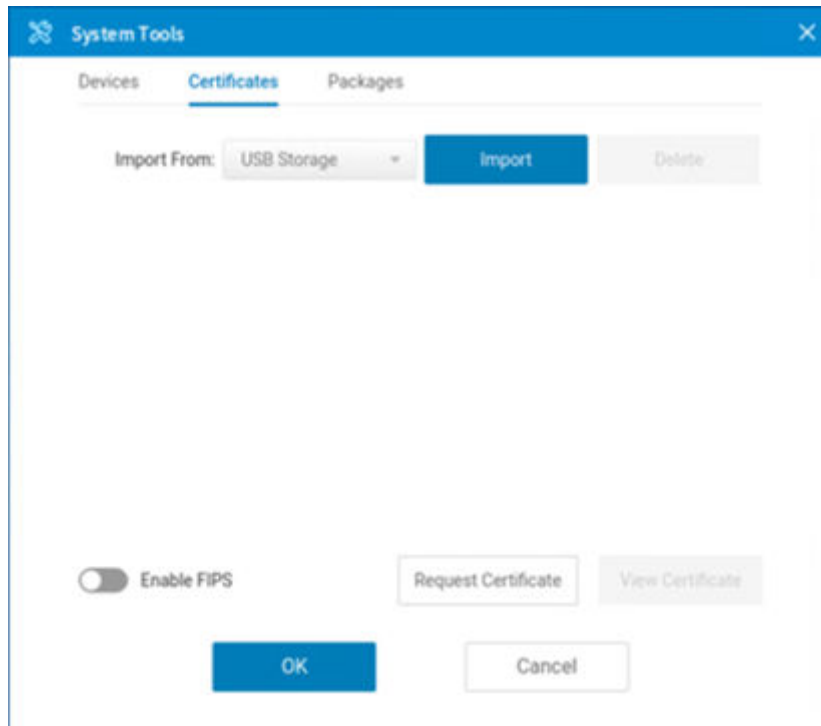 System Tools
Devices Certificates Packages
Import From: USB Storage Import Delete
Enable FIPS Request Certificate View Certificate
OK Cancel